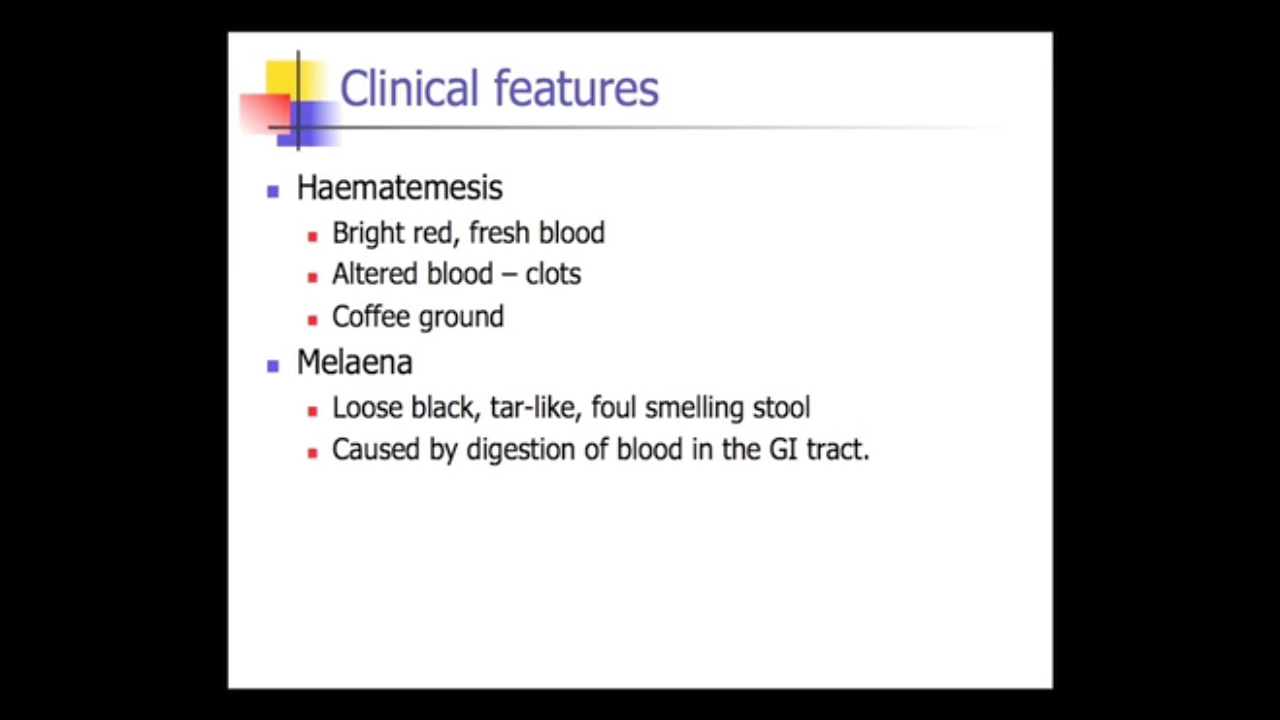 Clinical features
Haematemesis
Bright red, fresh blood
Altered blood – clots
Coffee ground
Melaena
Loose black, tar-like, foul smelling stool
Caused by digestion of blood in the GI tract.